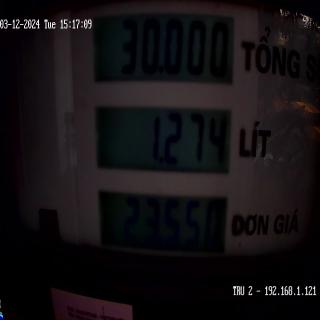 03-12-2024 Tue 15:17:09
30.000 TỔNG S
1.274 LÍT
23.550 ĐƠN GIÁ
TRU 2 - 192.168.1.121